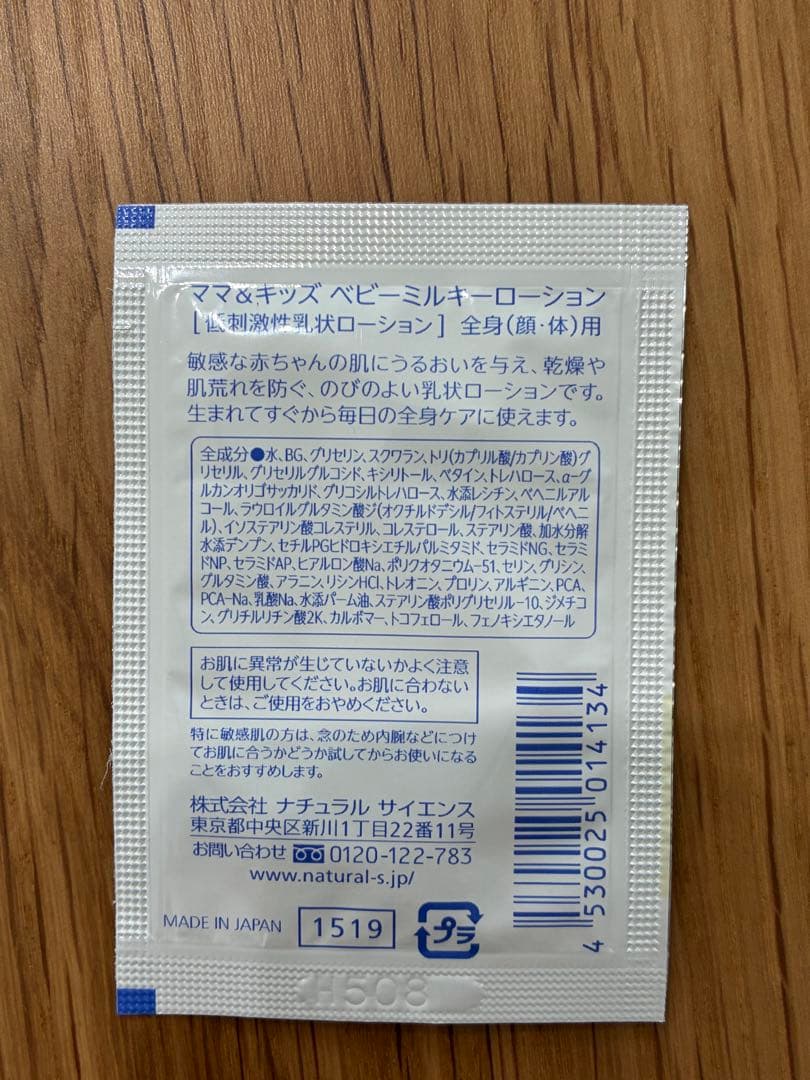 ママ&キッズ ベビーミルキーローション
[低刺激性乳状ローション] 全身(顔・体)用
敏感な赤ちゃんの肌にうるおいを与え、乾燥や
肌荒れを防ぐ、のびのよい乳状ローションです。
生まれてすぐから毎日の全身ケアに使えます。
全成分●水、BG、グリセリン、スクワラン、トリ(カプリル酸/カプリン酸)グ
リセリル、グリセリルグルコシド、キシリトール、ベタイン、トレハロース、α-グ
ルカンオリゴサッカリド、グリコシルトレハロース、水添レシチン、ベヘニルアル
コール、ラウロイルグルタミン酸ジ(オクチルドデシル/フィトステリル/ベヘニ
ル)、イソステアリン酸コレステリル、コレステロール、ステアリン酸、加水分解
水添デンプン、セチルPGヒドロキシエチルパルミタミド、セラミドNG、セラミ
ドNP、セラミドAP、ヒアルロン酸Na、ポリクオタニウム-51、セリン、グリシン、
グルタミン酸、アラニン、リシンHCl、トレオニン、プロリン、アルギニン、PCA、
PCA-Na、乳酸Na、水添パーム油、ステアリン酸ポリグリセリル-10、ジメチコ
ン、グリチルリチン酸2K、カルボマー、トコフェロール、フェノキシエタノール
お肌に異常が生じていないかよく注意
して使用してください。お肌に合わない
ときは、ご使用をおやめください。
特に敏感肌の方は、念のため内腕などにつけ
てお肌に合うかどうか試してからお使いになる
ことをおすすめします。
株式会社 ナチュラル サイエンス
東京都中央区新川1丁目22番11号
お問い合わせ 0120-122-783
www.natural-s.jp/
MADE IN JAPAN 1519 プラ
4 530025 014134
H508